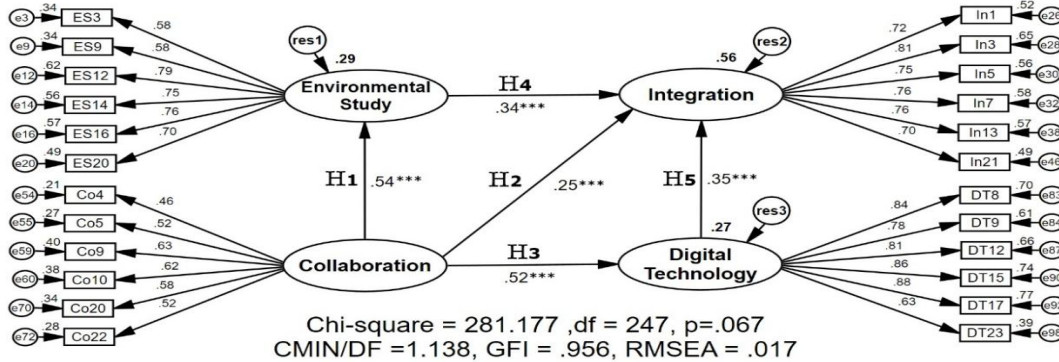 e3 .34 ES3 .58
e9 .34 ES9 .58
e12 .62 ES12 .79
e14 .56 ES14 .75
e16 .57 ES16 .76
e20 .49 ES20 .70
res1
.29
Environmental
Study
H4
.34***
res2
.56
Integration
.72 In1 .52 e26
.81 In3 .65 e28
.75 In5 .56 e30
.76 In7 .58 e32
.76 In13 .57 e38
.70 In21 .49 e46
H1 .54***
H2 .25***
H5 .35***
e54 .21 Co4 .46
e55 .27 Co5 .52
e59 .40 Co9 .63
e60 .38 Co10 .62
e70 .34 Co20 .58
e72 .28 Co22 .52
Collaboration
H3
.52***
res3
.27
Digital
Technology
.84 DT8 .70 e83
.78 DT9 .61 e84
.81 DT12 .66 e87
.86 DT15 .74 e90
.88 DT17 .77
.63 DT23 .39 e98
Chi-square = 281.177 ,df = 247, p=.067
CMIN/DF =1.138, GFI = .956, RMSEA = .017